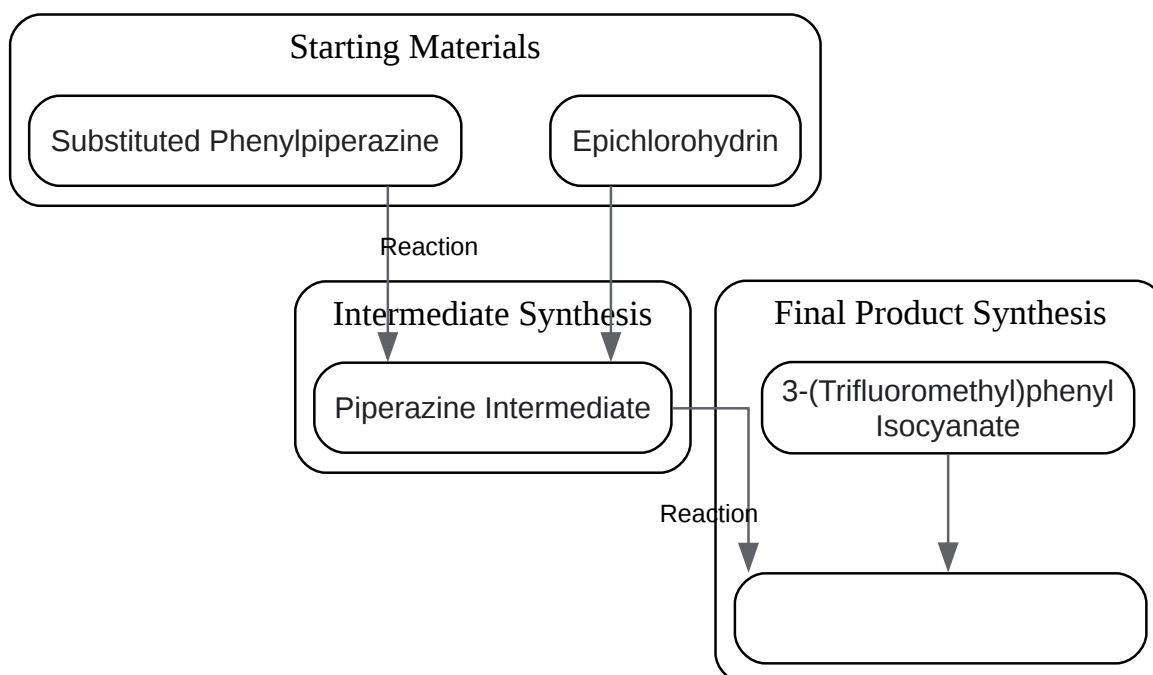 Starting Materials
Substituted Phenylpiperazine
Epichlorohydrin
Reaction
Intermediate Synthesis
Final Product Synthesis
Piperazine Intermediate
3-(Trifluoromethyl)phenyl
Isocyanate
Reaction